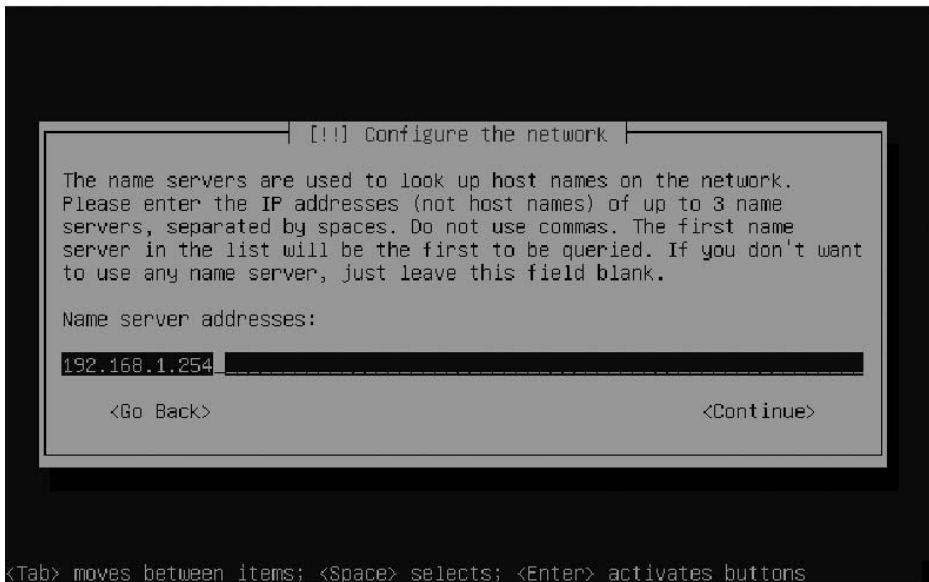 [!!] Configure the network
The name servers are used to look up host names on the network.
Please enter the IP addresses (not host names) of up to 3 name
servers, separated by spaces. Do not use commas. The first name
server in the list will be the first to be queried. If you don't want
to use any name server, just leave this field blank.
Name server addresses:
192.168.1.254
<Go Back> <Continue>
<Tab> moves between items; <Space> selects; <Enter> activates buttons